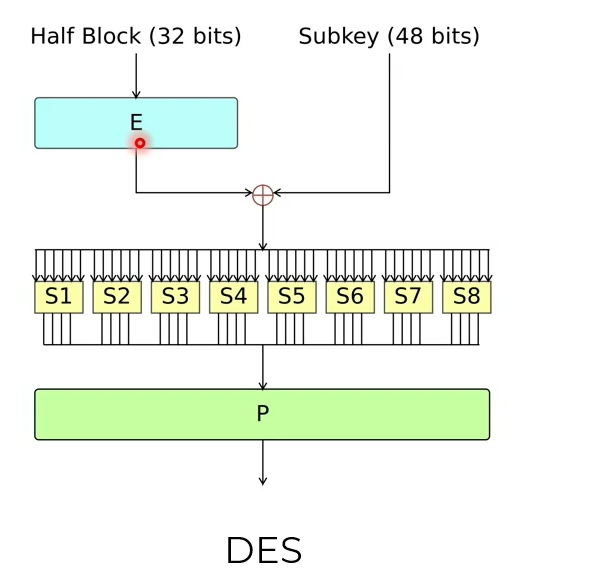 Half Block (32 bits) Subkey (48 bits)
E
S1 S2 S3 S4 S5 S6 S7 S8
P
DES